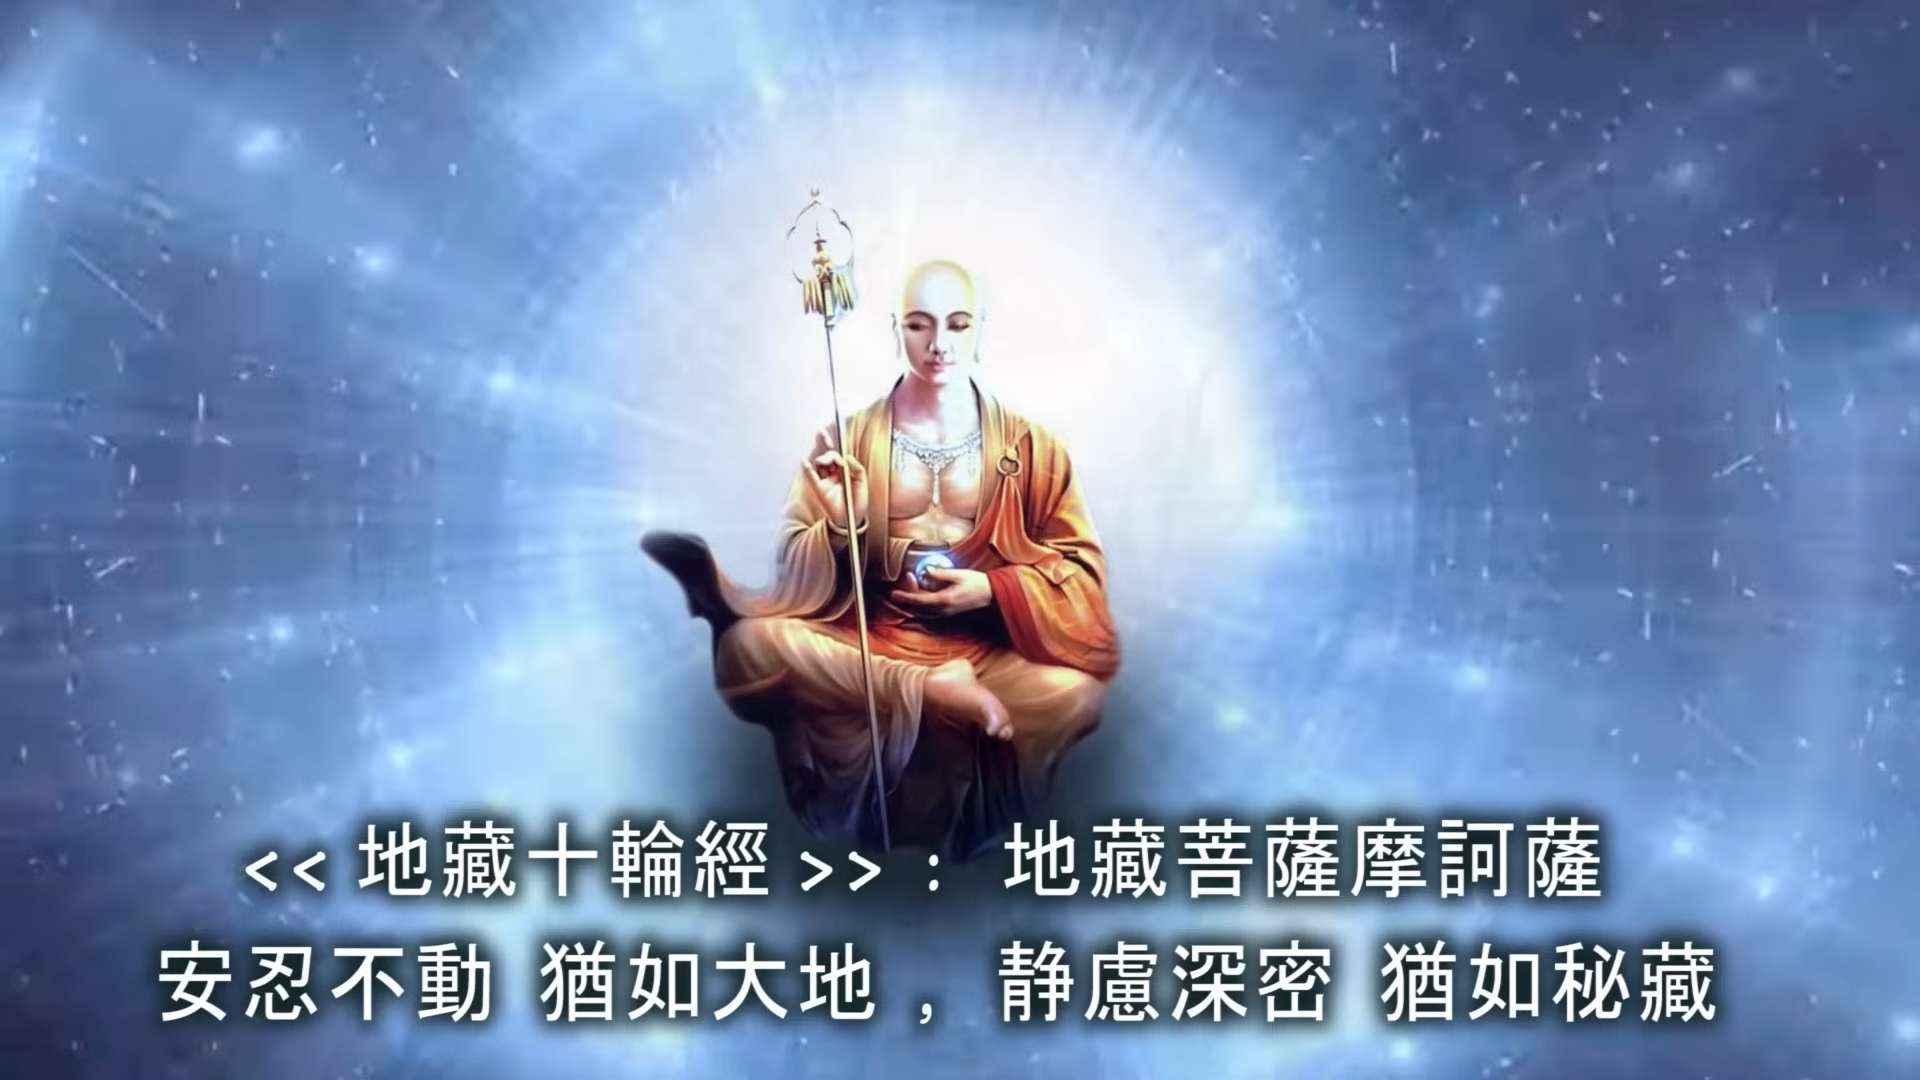 << 地藏十輪經 >> : 地藏菩薩摩訶薩
安忍不動 猶如大地 , 静慮深密 猶如秘藏